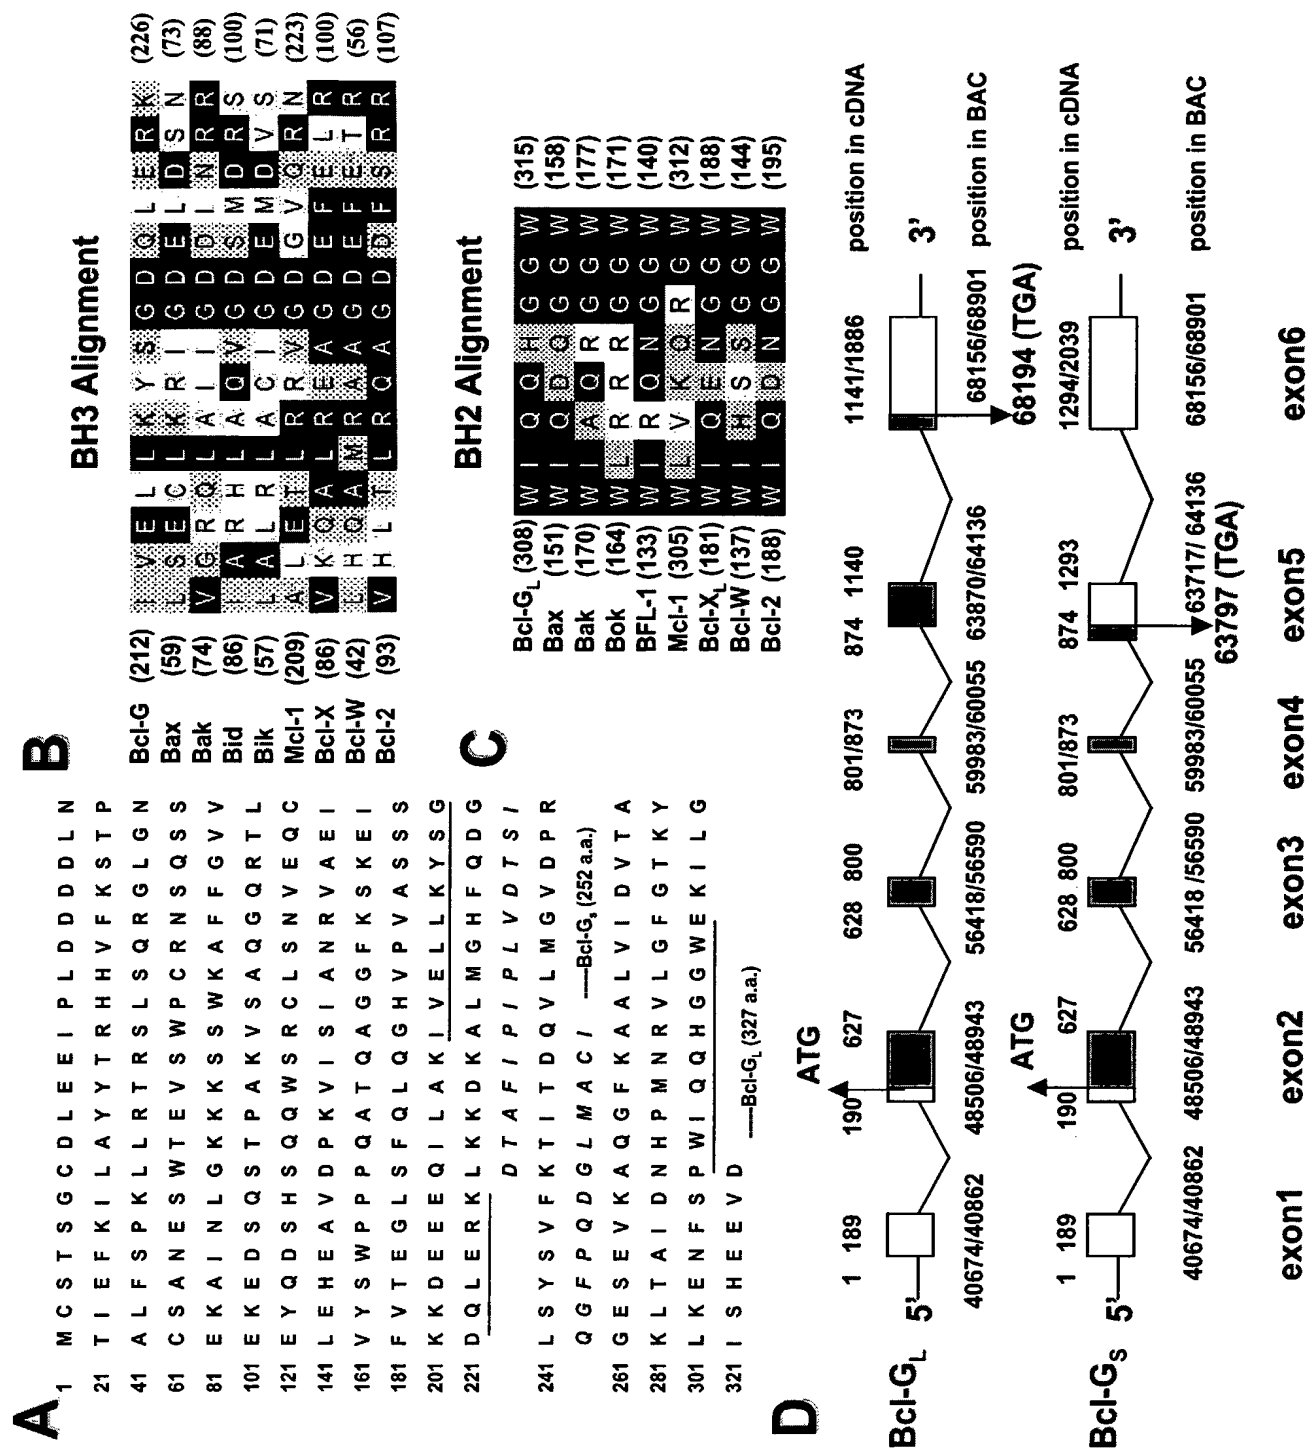 A
1 M C S T S G C D L E E I P L D D D D L N
21 T I E F K I L A Y Y T R H H V F K S T P
41 A L F S P K L L R T R S L S Q R G L G N
61 C S A N E S W T E V S W P C R N S Q S S
81 E K A I N L G K K K S S W K A F F G V V
101 E K E D S Q S T P A K V S A Q G Q R T L
121 E Y Q D S H S Q Q W S R C L S N V E Q C
141 L E H E A V D P K V I S I A N R V A E I
161 V Y S W P P P Q A T Q A G G F K S K E I
181 F V T E G L S F Q L Q G H V P V A S S S
201 K K D E E E Q I L A K I V E L L K Y S G
221 D Q L E R K L K K D K A L M G H F Q D G
D T A F I P I P L V D T S I
241 L S Y S V F K T I T D Q V L M G V D P R
Q G F P Q D G L M A C I -----Bcl-Gs (252 a.a.)
261 G E S E V K A Q G F K A A L V I D V T A
281 K L T A I D N H P M N R V L G F G T K Y
301 L K E N F S P W I Q Q H G G W E K I L G
321 I S H E E V D -----Bcl-GL (327 a.a.)
B
BH3 Alignment
Bcl-G (212) I V E L L K Y S G D Q L E R K (226)
Bax (59) L S E C L K R I G D E L D S N (73)
Bak (74) V G R Q L A I I G D D L N R R (88)
Bid (86) I A R H L A Q V G D S M D R S (100)
Bik (57) L A L R L A C I G D E M D V S (71)
Mcl-1 (209) A L E T L R R V G D G V Q R N (223)
Bcl-X (86) V K Q A L R E A G D E F E L R (100)
Bcl-W (42) L H Q A M R A A G D E F E T R (56)
Bcl-2 (93) V H L T L R Q A G D D F S R R (107)
C
BH2 Alignment
Bcl-GL (308) W I Q Q H G G W (315)
Bax (151) W I Q D Q G G W (158)
Bak (170) W I A Q R G G W (177)
Bok (164) W L R R R G G W (171)
BFL-1 (133) W I R Q N G G W (140)
Mcl-1 (305) W L V K Q R G W (312)
Bcl-XL (181) W I Q E N G G W (188)
Bcl-W (137) W I H S S G G W (144)
Bcl-2 (188) W I Q D N G G W (195)
D
ATG
1 189 190 627 628 800 801/873 874 1140 1141/1886 position in cDNA
Bcl-GL 5' 3'
40674/40862 48506/48943 56418/56590 59983/60055 63870/64136 68156/68901 position in BAC
68194 (TGA)
ATG
1 189 190 627 628 800 801/873 874 1293 1294/2039 position in cDNA
Bcl-GS 5' 3'
40674/40862 48506/48943 56418 /56590 59983/60055 63717/ 64136 68156/68901 position in BAC
63797 (TGA)
exon1 exon2 exon3 exon4 exon5 exon6